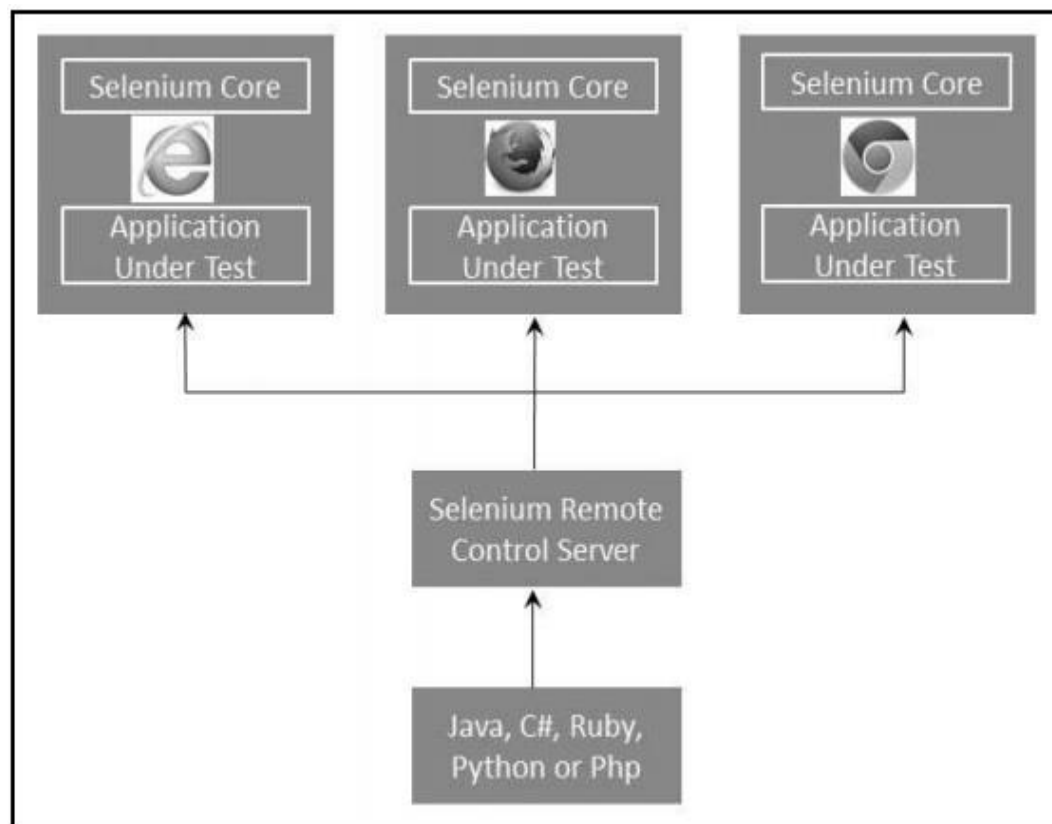 Selenium Core
Application
Under Test
Selenium Core
Application
Under Test
Selenium Core
Application
Under Test
Selenium Remote
Control Server
Java, C#, Ruby,
Python or Php